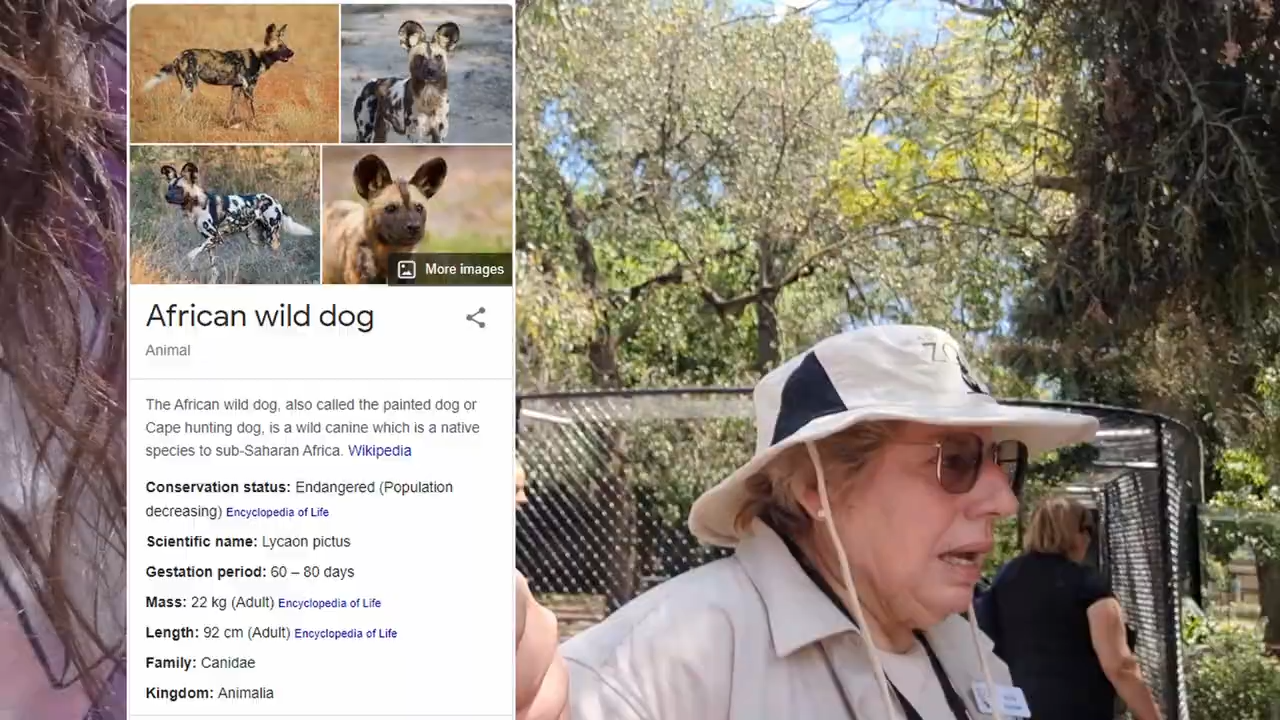 More images
African wild dog
Animal
The African wild dog, also called the painted dog or
Cape hunting dog, is a wild canine which is a native
species to sub-Saharan Africa. Wikipedia
Conservation status: Endangered (Population
decreasing) Encyclopedia of Life
Scientific name: Lycaon pictus
Gestation period: 60 – 80 days
Mass: 22 kg (Adult) Encyclopedia of Life
Length: 92 cm (Adult) Encyclopedia of Life
Family: Canidae
Kingdom: Animalia